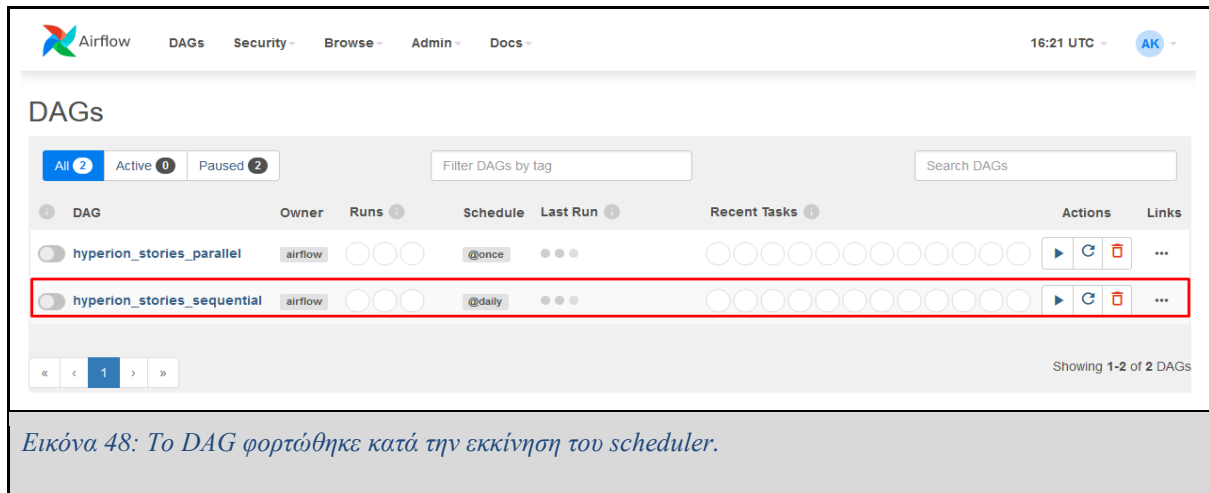 Airflow DAGs Security Browse Admin Docs 16:21 UTC AK
DAGs
All 2 Active 0 Paused 2 Filter DAGs by tag Search DAGs
DAG Owner Runs Schedule Last Run Recent Tasks Actions Links
hyperion_stories_parallel airflow @once
hyperion_stories_sequential airflow @daily
« ‹ 1 › » Showing 1-2 of 2 DAGs
Εικόνα 48: Το DAG φορτώθηκε κατά την εκκίνηση του scheduler.